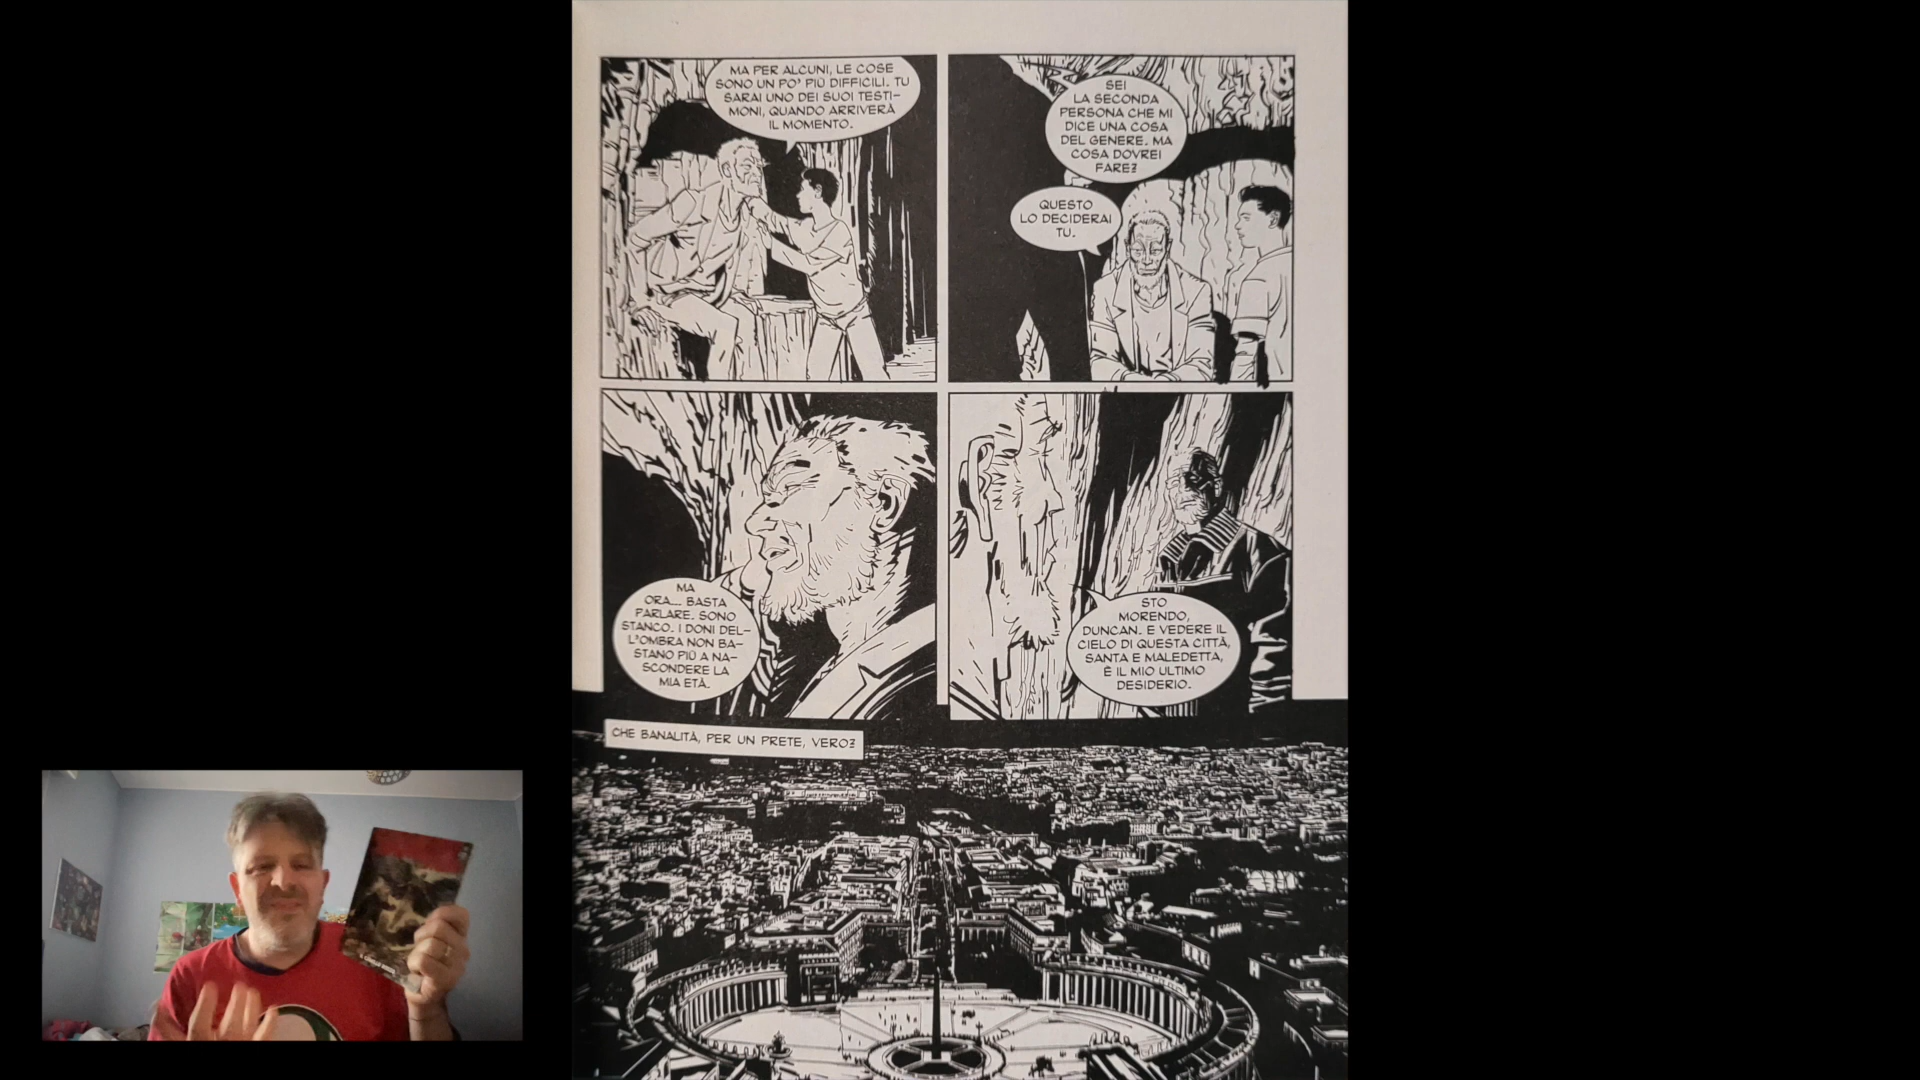 MA PER ALCUNI, LE COSE
SONO UN PO' PIÙ DIFFICILI. TU
SARAI UNO DEI SUOI TESTI-
MONI, QUANDO ARRIVERÀ
IL MOMENTO.
SEI
LA SECONDA
PERSONA CHE MI
DICE UNA COSA
DEL GENERE. MA
COSA DOVREI
FARE?
QUESTO
LO DECIDERAI
TU.
MA
ORA... BASTA
PARLARE. SONO
STANCO. I DONI DEL-
L'OMBRA NON BA-
STANO PIÙ A NA-
SCONDERE LA
MIA ETÀ.
STO
MORENDO,
DUNCAN. E VEDERE IL
CIELO DI QUESTA CITTÀ,
SANTA E MALEDETTA,
È IL MIO ULTIMO
DESIDERIO.
CHE BANALITÀ, PER UN PRETE, VERO?